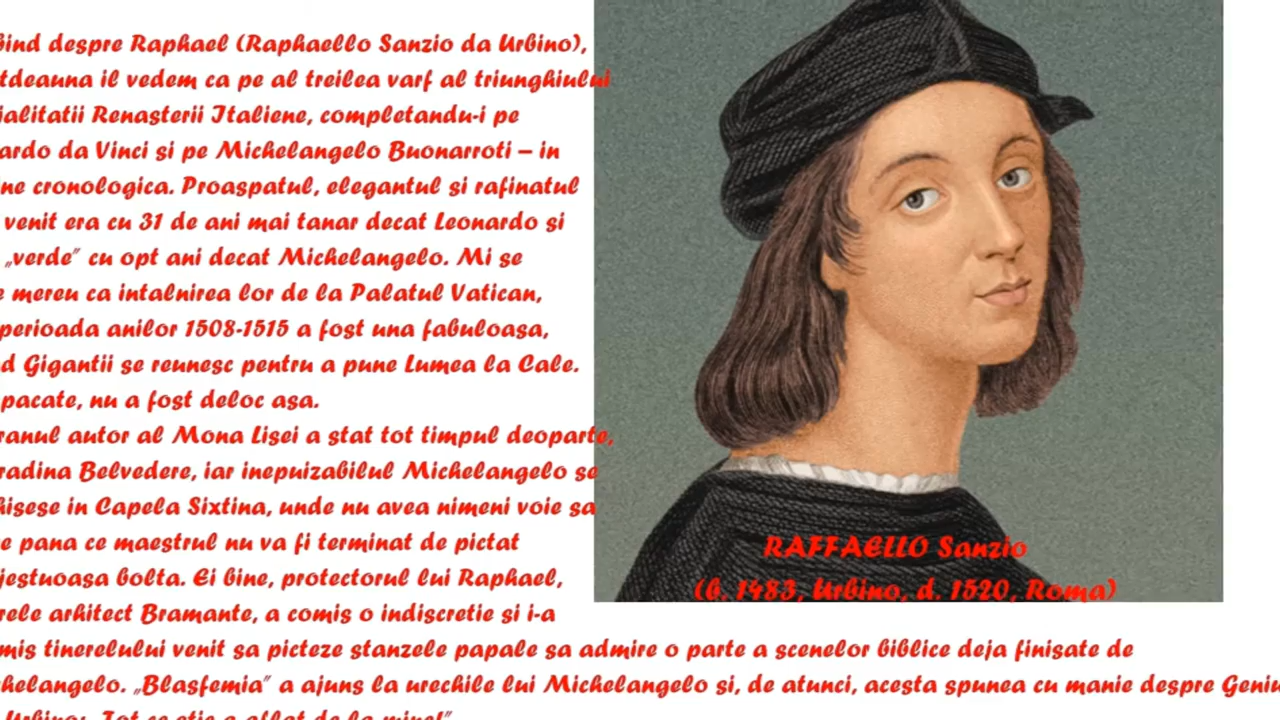 bind despre Raphael (Raphaello Sanzio da Urbino),
tdeauna il vedem ca pe al treilea varf al triunghiului
ialitatii Renasterii Italiene, completandu-i pe
ardo da Vinci si pe Michelangelo Buonarroti – in
ne cronologica. Proaspatul, elegantul si rafinatul
venit era cu 31 de ani mai tanar decat Leonardo si
„verde” cu opt ani decat Michelangelo. Mi se
e mereu ca intalnirea lor de la Palatul Vatican,
perioada anilor 1508-1515 a fost una fabuloasa,
d Gigantii se reunesc pentru a pune Lumea la Cale.
pacate, nu a fost deloc asa.
ranul autor al Mona Lisei a stat tot timpul deoparte,
radina Belvedere, iar inepuizabilul Michelangelo se
hisese in Capela Sixtina, unde nu avea nimeni voie sa
e pana ce maestrul nu va fi terminat de pictat
jestuoasa bolta. Ei bine, protectorul lui Raphael,
rele arhitect Bramante, a comis o indiscretie si i-a
mis tinerelului venit sa picteze stanzele papale sa admire o parte a scenelor biblice deja finisate de
helangelo. „Blasfemia” a ajuns la urechile lui Michelangelo si, de atunci, acesta spunea cu manie despre Geniu
Urbino: „Tot ce stie a aflat de la mine!”
RAFFAELLO Sanzio
(b. 1483, Urbino, d. 1520, Roma)